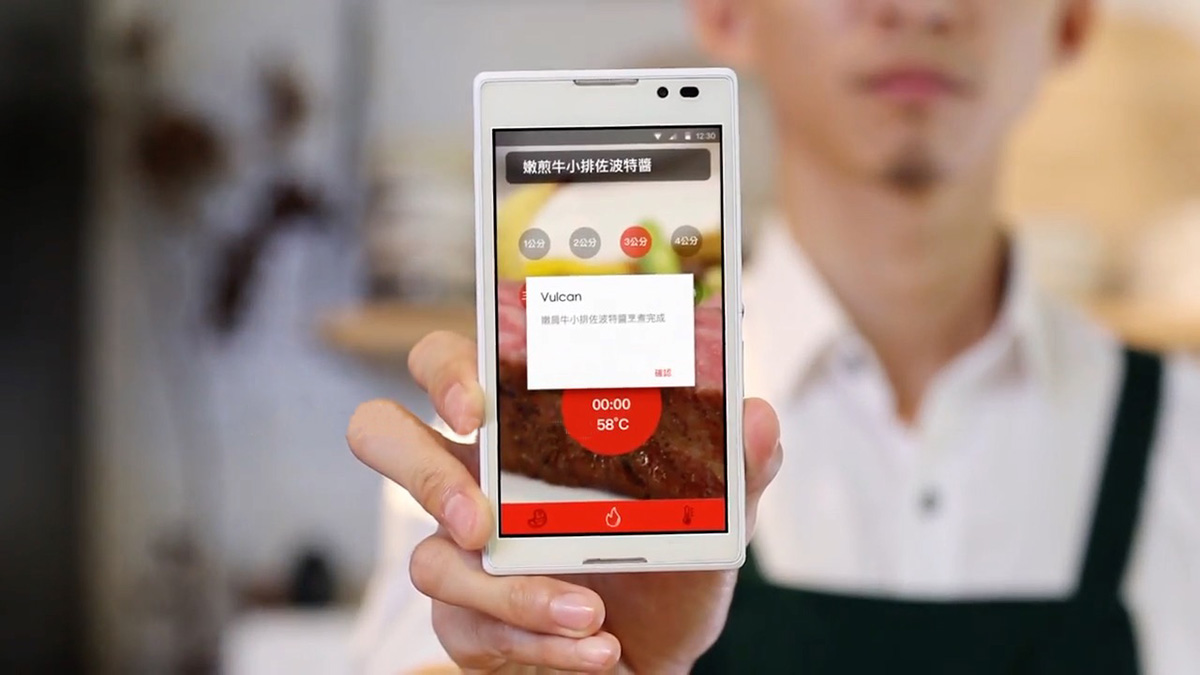 12:30
嫩煎牛小排佐波特醬
1公分 2公分 3公分 4公分
Vulcan
嫩煎牛小排佐波特醬烹煮完成
確認
00:00
58°C